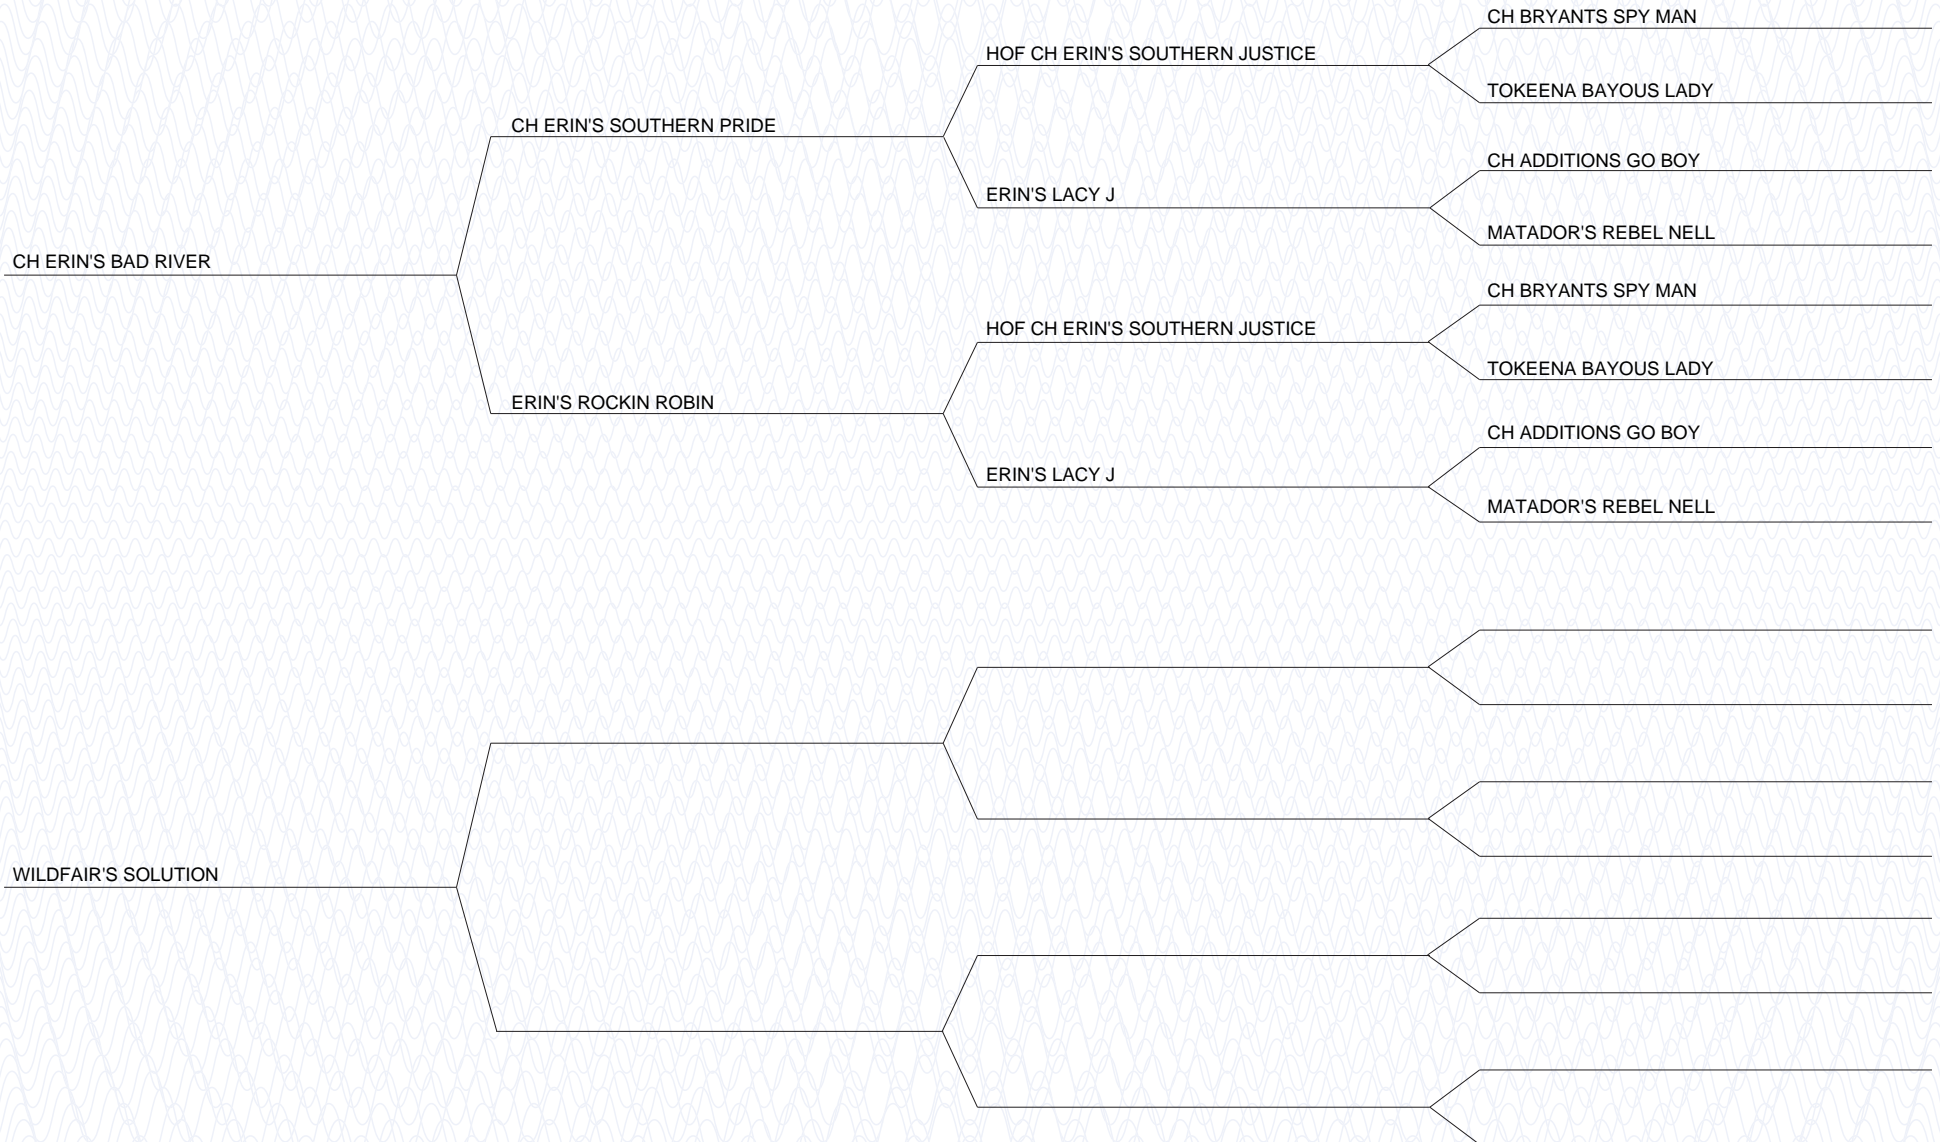 CH BRYANTS SPY MAN
HOF CH ERIN'S SOUTHERN JUSTICE
TOKEENA BAYOUS LADY
CH ERIN'S SOUTHERN PRIDE
CH ADDITIONS GO BOY
ERIN'S LACY J
MATADOR'S REBEL NELL
CH ERIN'S BAD RIVER
CH BRYANTS SPY MAN
HOF CH ERIN'S SOUTHERN JUSTICE
TOKEENA BAYOUS LADY
ERIN'S ROCKIN ROBIN
CH ADDITIONS GO BOY
ERIN'S LACY J
MATADOR'S REBEL NELL
WILDFAIR'S SOLUTION